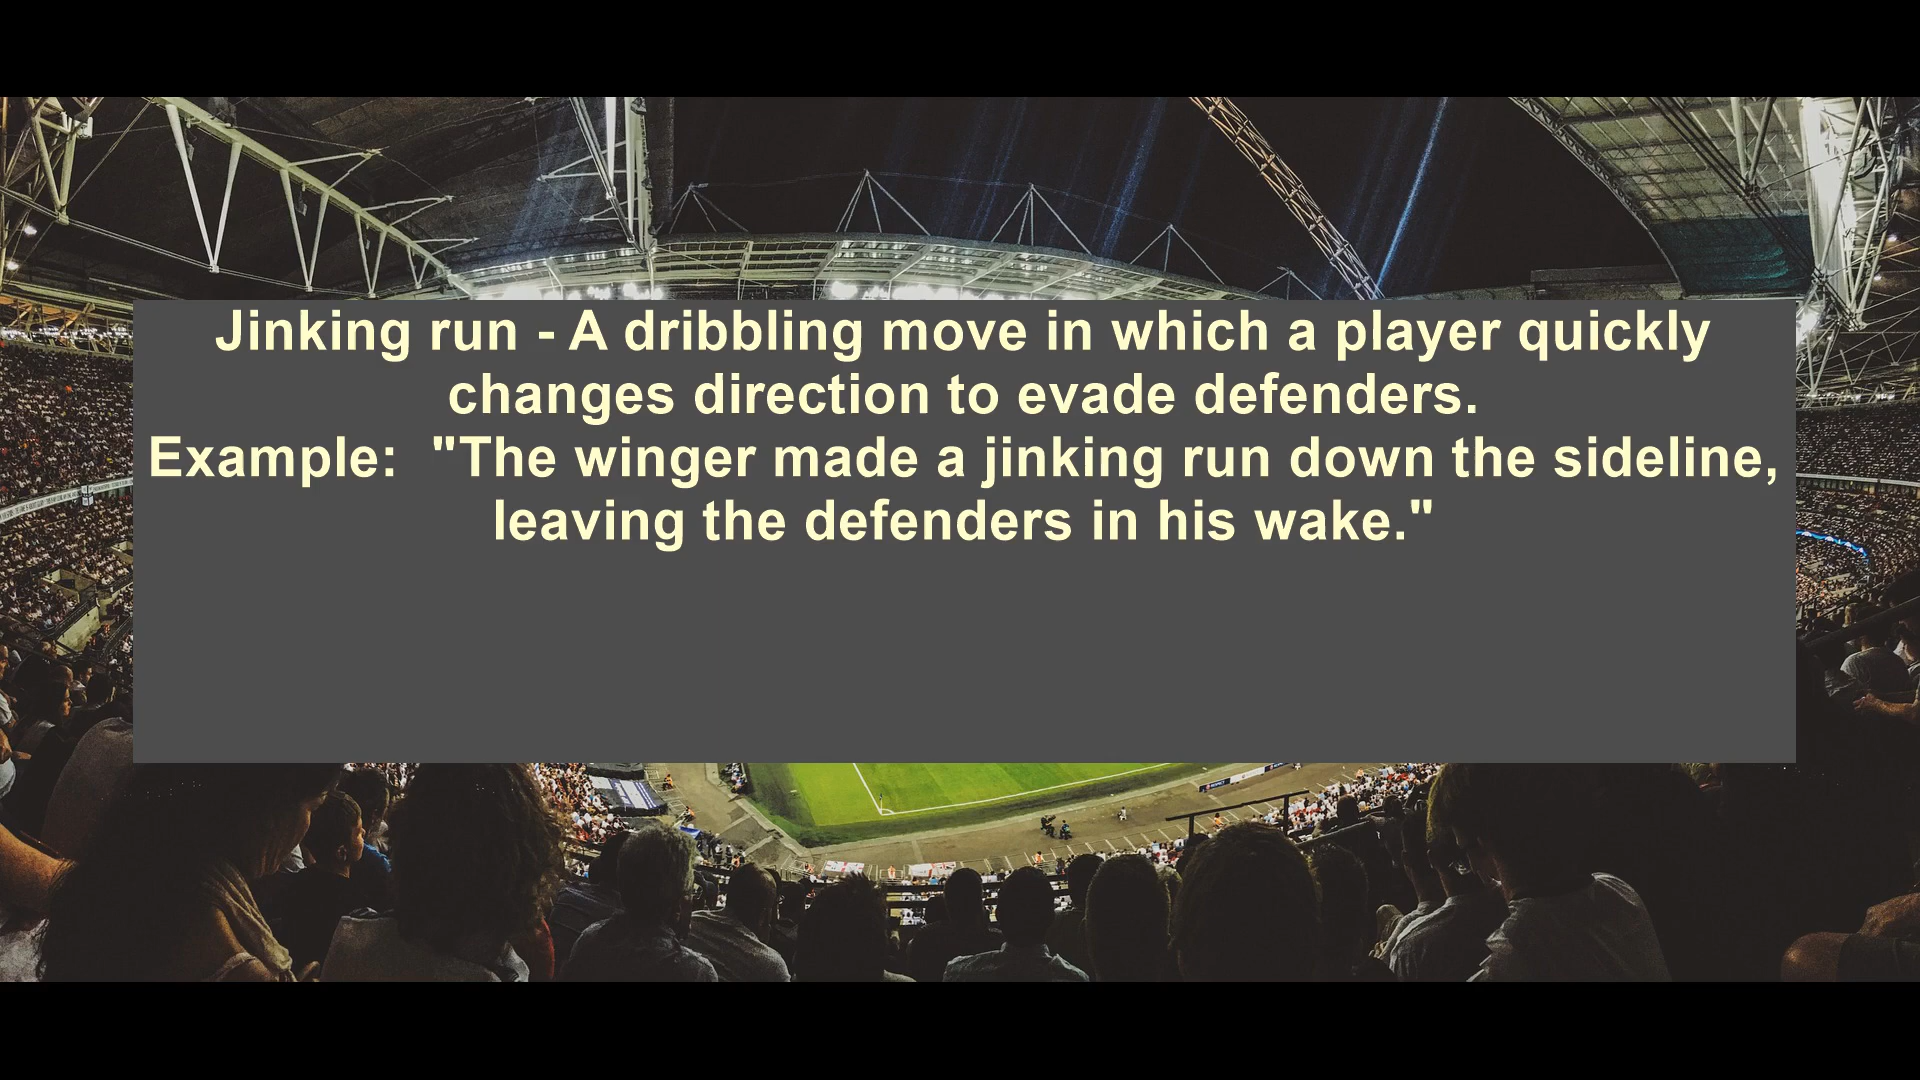 Jinking run - A dribbling move in which a player quickly
changes direction to evade defenders.
Example:  "The winger made a jinking run down the sideline,
leaving the defenders in his wake."